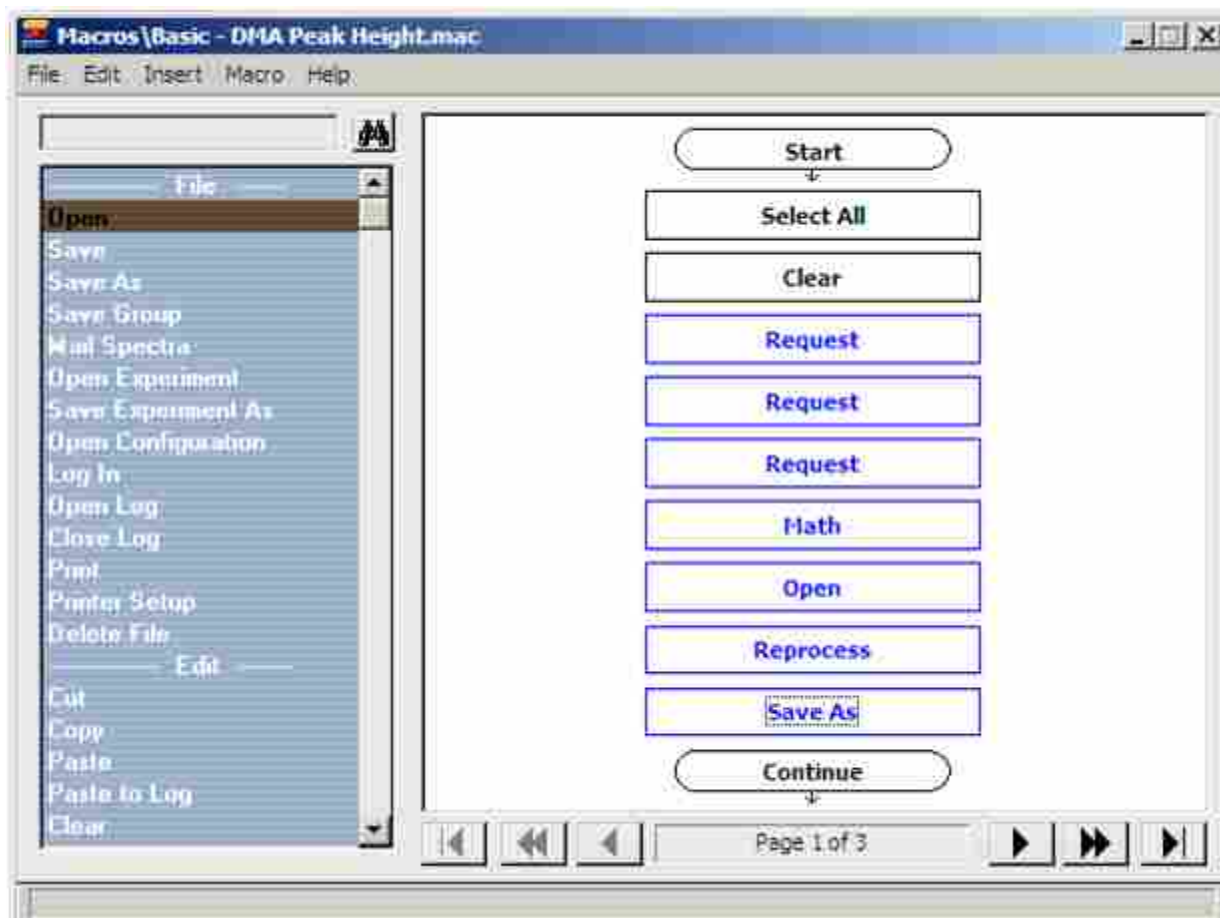 Macros\Basic - DMA Peak Height.mac
File Edit Insert Macro Help
File
Open
Save
Save As
Save Group
Mail Spectra
Open Experiment
Save Experiment As
Open Configuration
Log In
Open Log
Close Log
Print
Printer Setup
Delete File
Edit
Cut
Copy
Paste
Paste to Log
Clear
Start
Select All
Clear
Request
Request
Request
Math
Open
Reprocess
Save As
Continue
Page 1 of 3